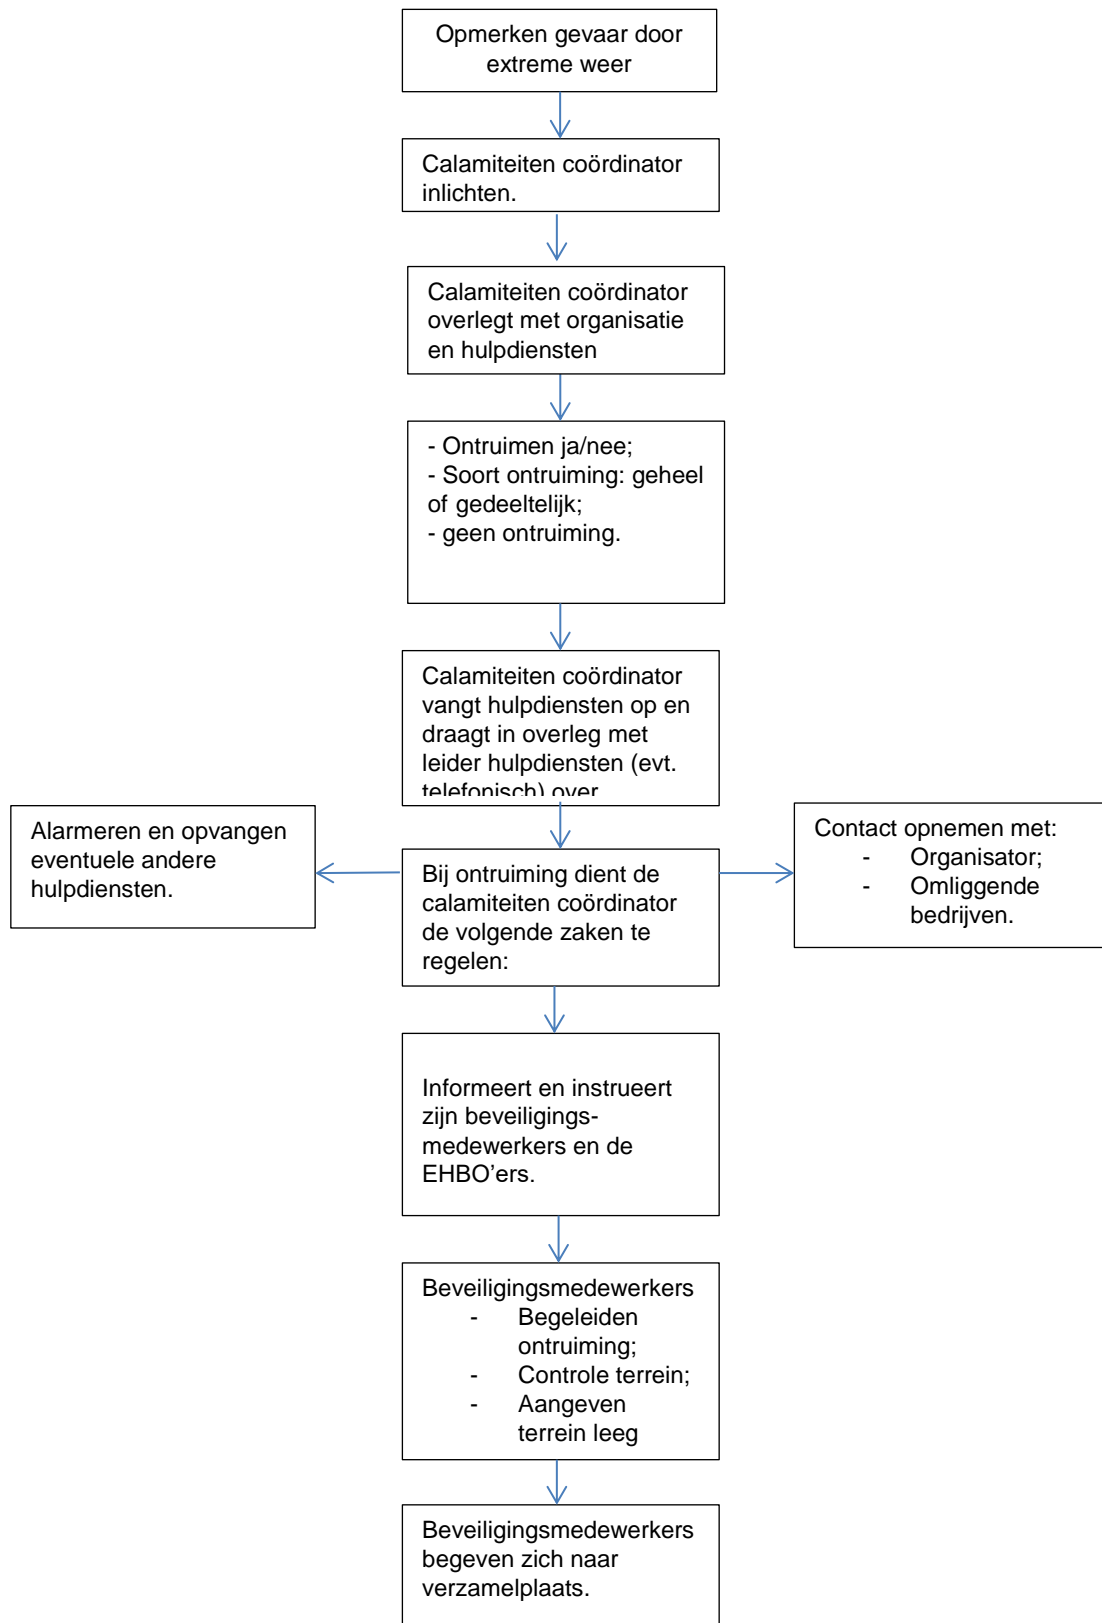 Opmerken gevaar door
extreme weer
Calamiteiten coördinator
inlichten.
Calamiteiten coördinator
overlegt met organisatie
en hulpdiensten
- Ontruimen ja/nee;
- Soort ontruiming: geheel
of gedeeltelijk;
- geen ontruiming.
Calamiteiten coördinator
vangt hulpdiensten op en
draagt in overleg met
leider hulpdiensten (evt.
telefonisch) over
Alarmeren en opvangen
eventuele andere
hulpdiensten.
Bij ontruiming dient de
calamiteiten coördinator
de volgende zaken te
regelen:
Contact opnemen met:
- Organisator;
- Omliggende
bedrijven.
Informeert en instrueert
zijn beveiligings-
medewerkers en de
EHBO’ers.
Beveiligingsmedewerkers
- Begeleiden
ontruiming;
- Controle terrein;
- Aangeven
terrein leeg
Beveiligingsmedewerkers
begeven zich naar
verzamelplaats.